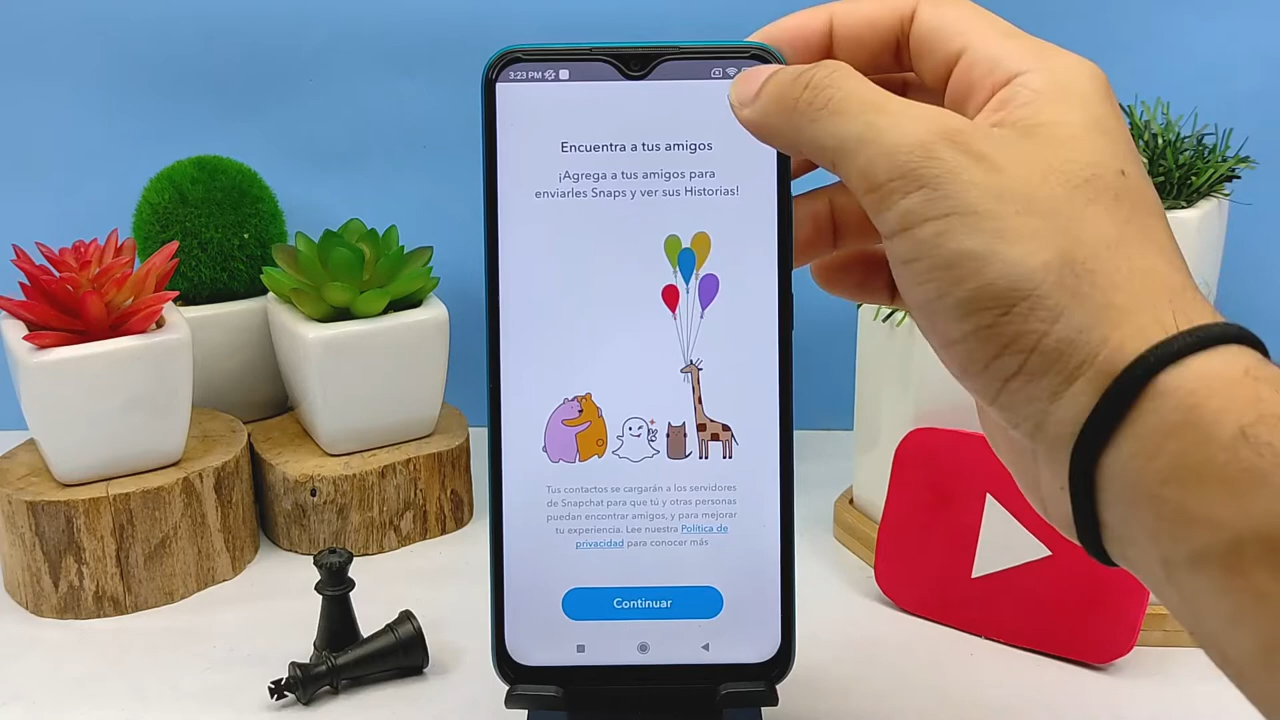 3:23 PM
Encuentra a tus amigos
¡Agrega a tus amigos para
enviarles Snaps y ver sus Historias!
Tus contactos se cargarán a los servidores
de Snapchat para que tú y otras personas
puedan encontrar amigos, y para mejorar
tu experiencia. Lee nuestra Política de
privacidad para conocer más
Continuar